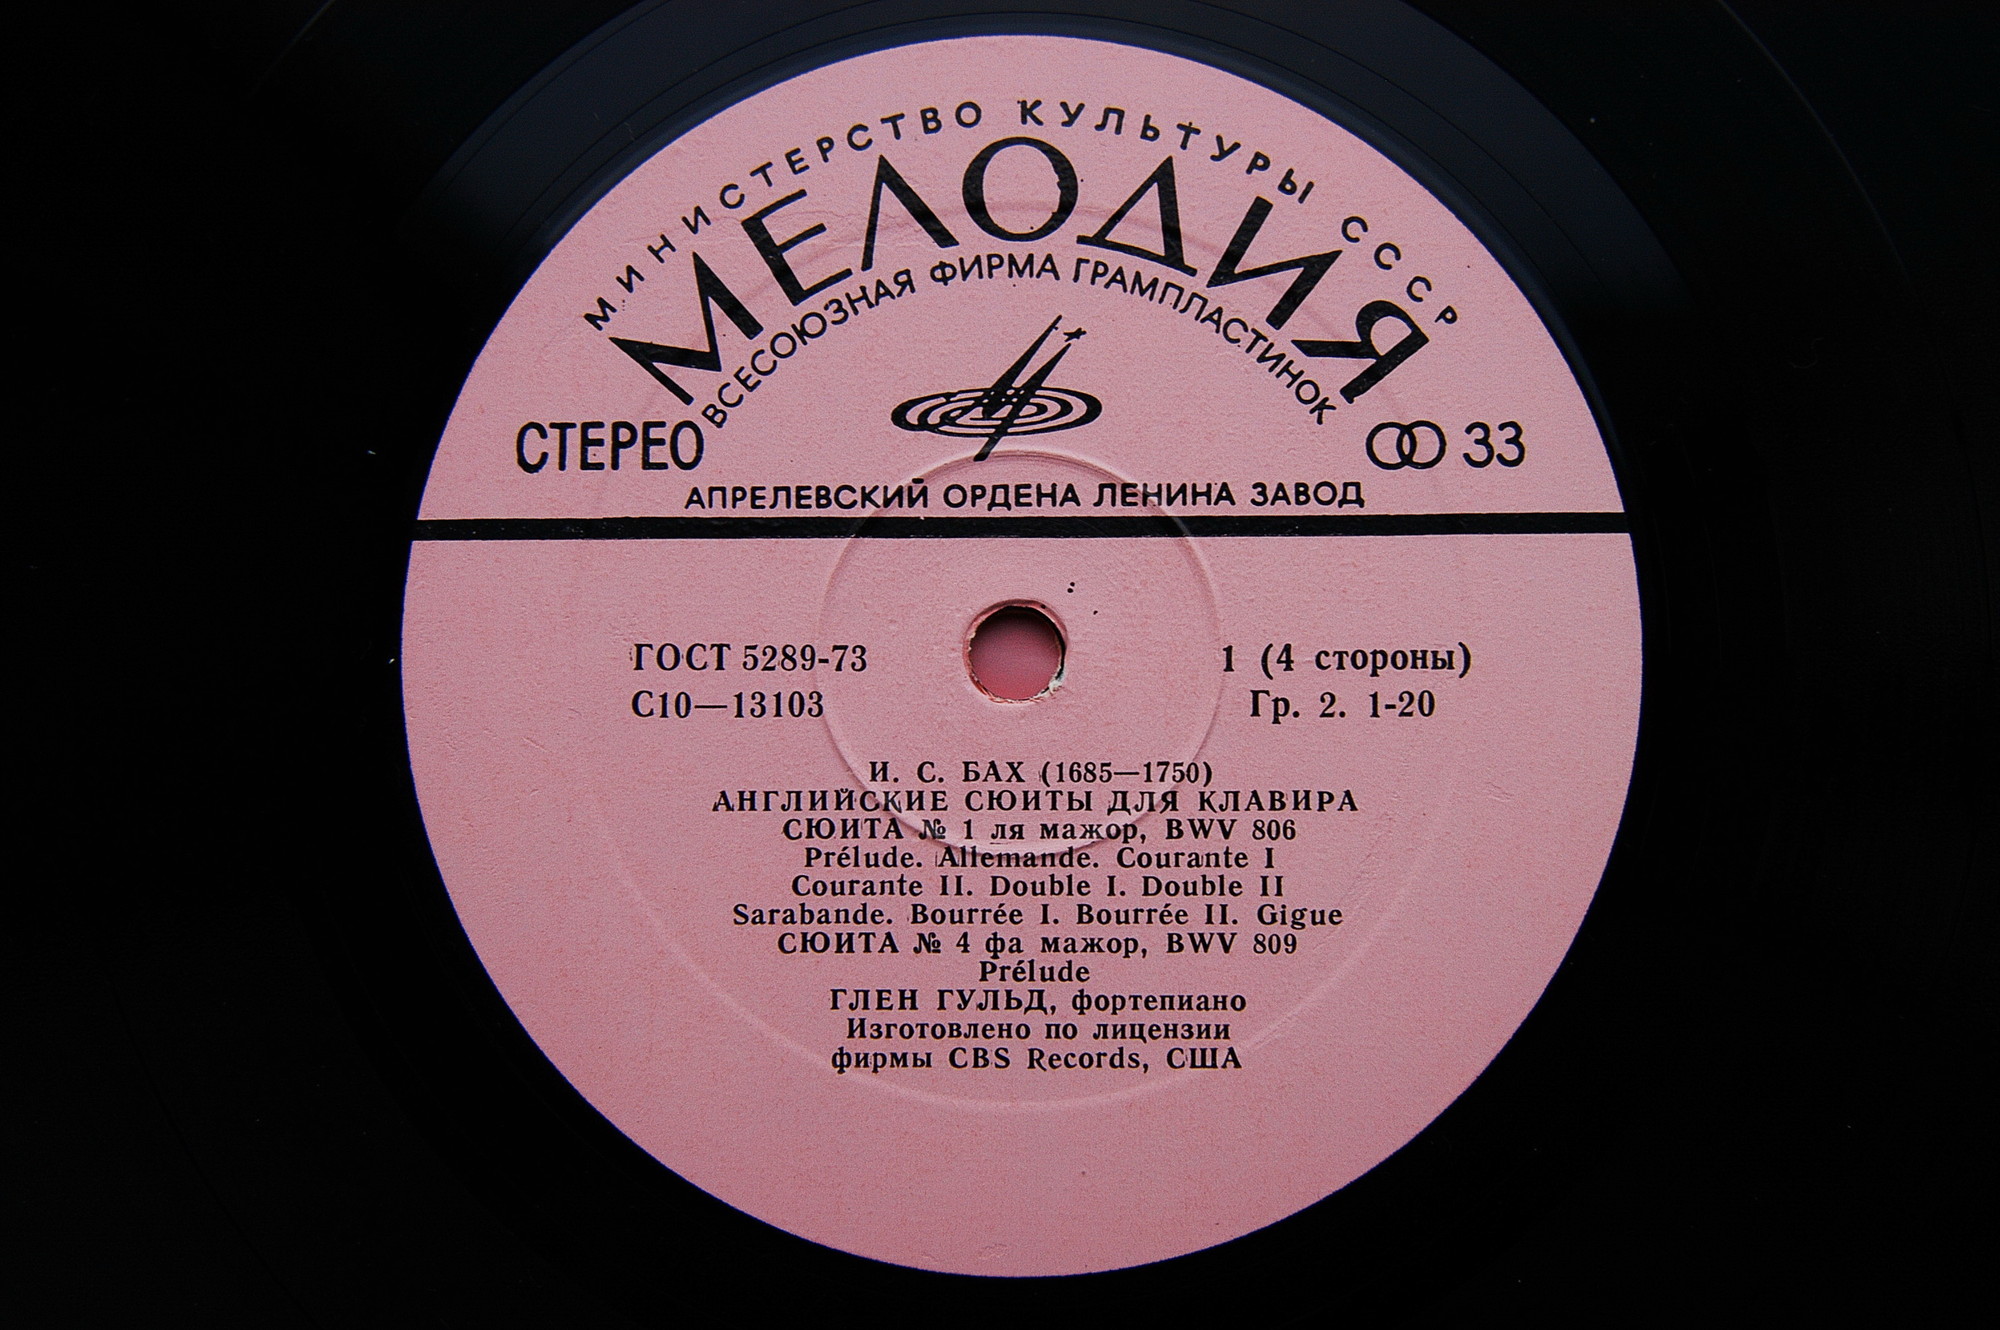 МИНИСТЕРСТВО КУЛЬТУРЫ СССР
МЕЛОДИЯ
ВСЕСОЮЗНАЯ ФИРМА ГРАМПЛАСТИНОК
СТЕРЕО
33
АПРЕЛЕВСКИЙ ОРДЕНА ЛЕНИНА ЗАВОД
ГОСТ 5289-73
1 (4 стороны)
С10—13103
Гр. 2. 1-20
И. С. БАХ (1685—1750)
АНГЛИЙСКИЕ СЮИТЫ ДЛЯ КЛАВИРА
СЮИТА № 1 ля мажор, BWV 806
Prélude. Allemande. Courante I
Courante II. Double I. Double II
Sarabande. Bourrée I. Bourrée II. Gigue
СЮИТА № 4 фа мажор, BWV 809
Prélude
ГЛЕН ГУЛЬД, фортепиано
Изготовлено по лицензии
фирмы CBS Records, США